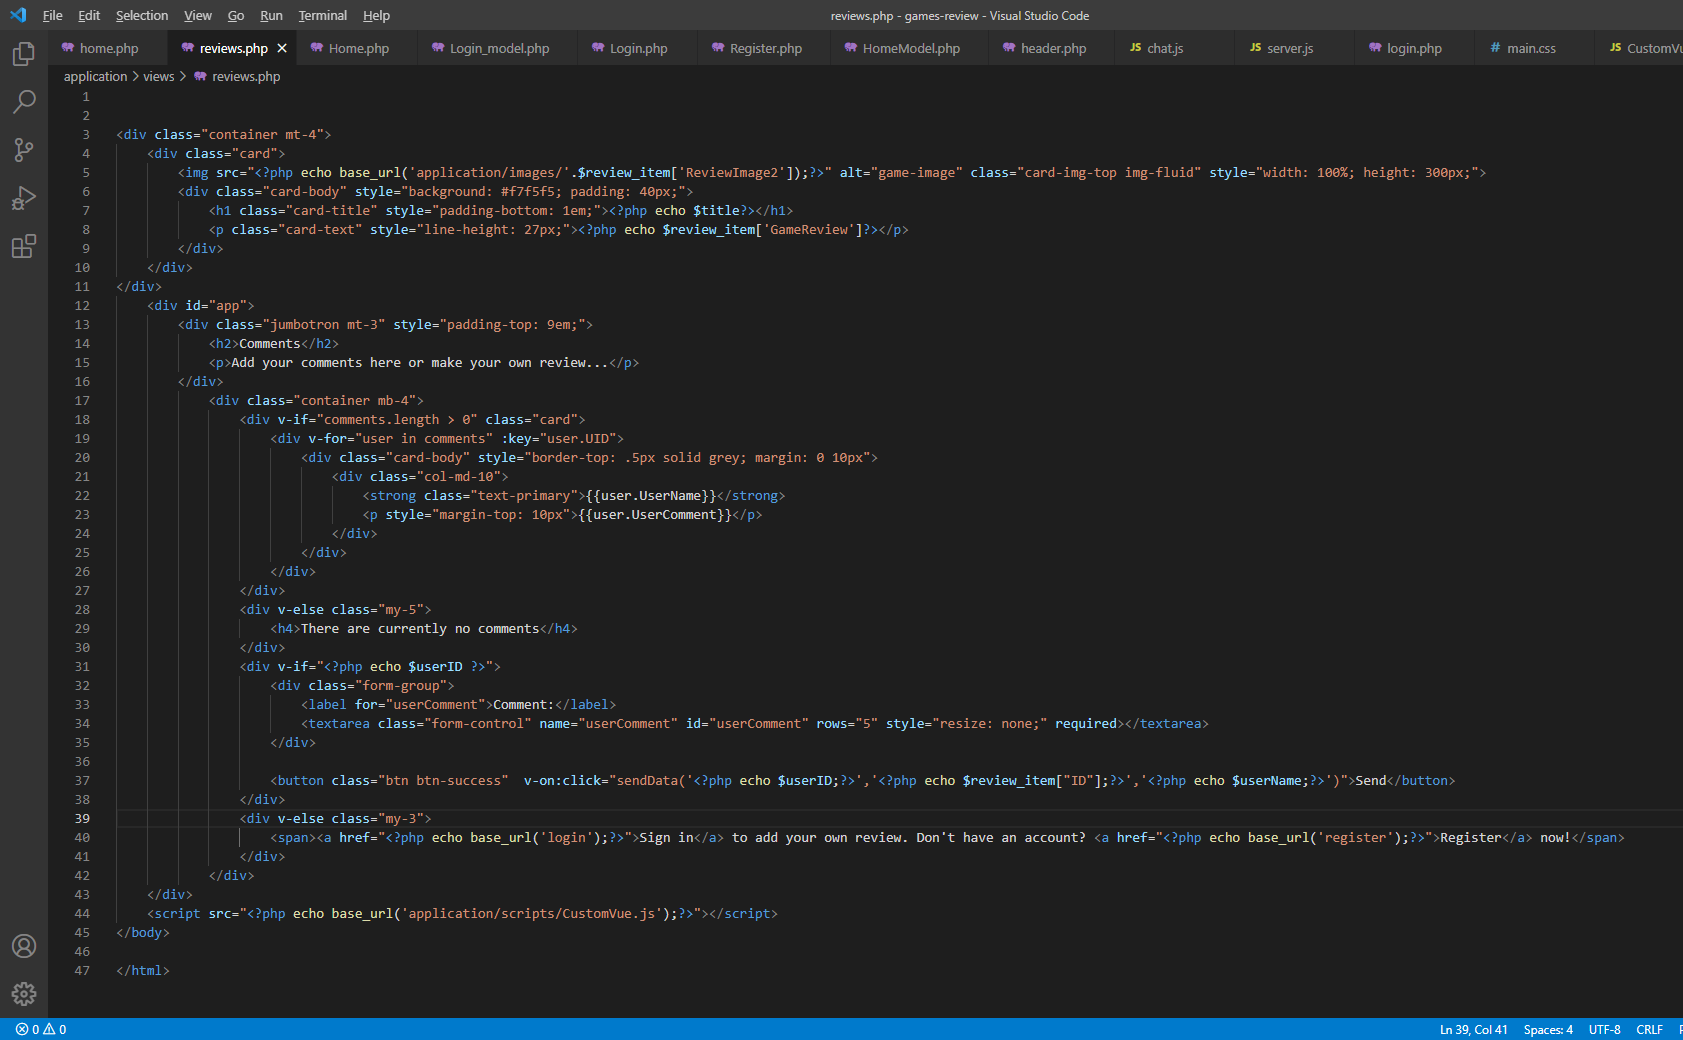 File Edit Selection View Go Run Terminal Help reviews.php - games-review - Visual Studio Code
home.php reviews.php Home.php Login_model.php Login.php Register.php HomeModel.php header.php JS chat.js JS server.js login.php # main.css JS CustomVu
application > views > reviews.php
1
2
3 <div class="container mt-4">
4 <div class="card">
5 <img src="<?php echo base_url('application/images/'.$review_item['ReviewImage2']);?>" alt="game-image" class="card-img-top img-fluid" style="width: 100%; height: 300px;">
6 <div class="card-body" style="background: #f7f5f5; padding: 40px;">
7 <h1 class="card-title" style="padding-bottom: 1em;"><?php echo $title?></h1>
8 <p class="card-text" style="line-height: 27px;"><?php echo $review_item['GameReview']?></p>
9 </div>
10 </div>
11 </div>
12 <div id="app">
13 <div class="jumbotron mt-3" style="padding-top: 9em;">
14 <h2>Comments</h2>
15 <p>Add your comments here or make your own review...</p>
16 </div>
17 <div class="container mb-4">
18 <div v-if="comments.length > 0" class="card">
19 <div v-for="user in comments" :key="user.UID">
20 <div class="card-body" style="border-top: .5px solid grey; margin: 0 10px">
21 <div class="col-md-10">
22 <strong class="text-primary">{{user.UserName}}</strong>
23 <p style="margin-top: 10px">{{user.UserComment}}</p>
24 </div>
25 </div>
26 </div>
27 </div>
28 <div v-else class="my-5">
29 <h4>There are currently no comments</h4>
30 </div>
31 <div v-if="<?php echo $userID ?>">
32 <div class="form-group">
33 <label for="userComment">Comment:</label>
34 <textarea class="form-control" name="userComment" id="userComment" rows="5" style="resize: none;" required></textarea>
35 </div>
36
37 <button class="btn btn-success"  v-on:click="sendData('<?php echo $userID;?>','<?php echo $review_item["ID"];?>','<?php echo $userName;?>')">Send</button>
38 </div>
39 <div v-else class="my-3">
40 <span><a href="<?php echo base_url('login');?>">Sign in</a> to add your own review. Don't have an account? <a href="<?php echo base_url('register');?>">Register</a> now!</span>
41 </div>
42 </div>
43 </div>
44 <script src="<?php echo base_url('application/scripts/CustomVue.js');?>"></script>
45 </body>
46
47 </html>
0 0 Ln 39, Col 41 Spaces: 4 UTF-8 CRLF